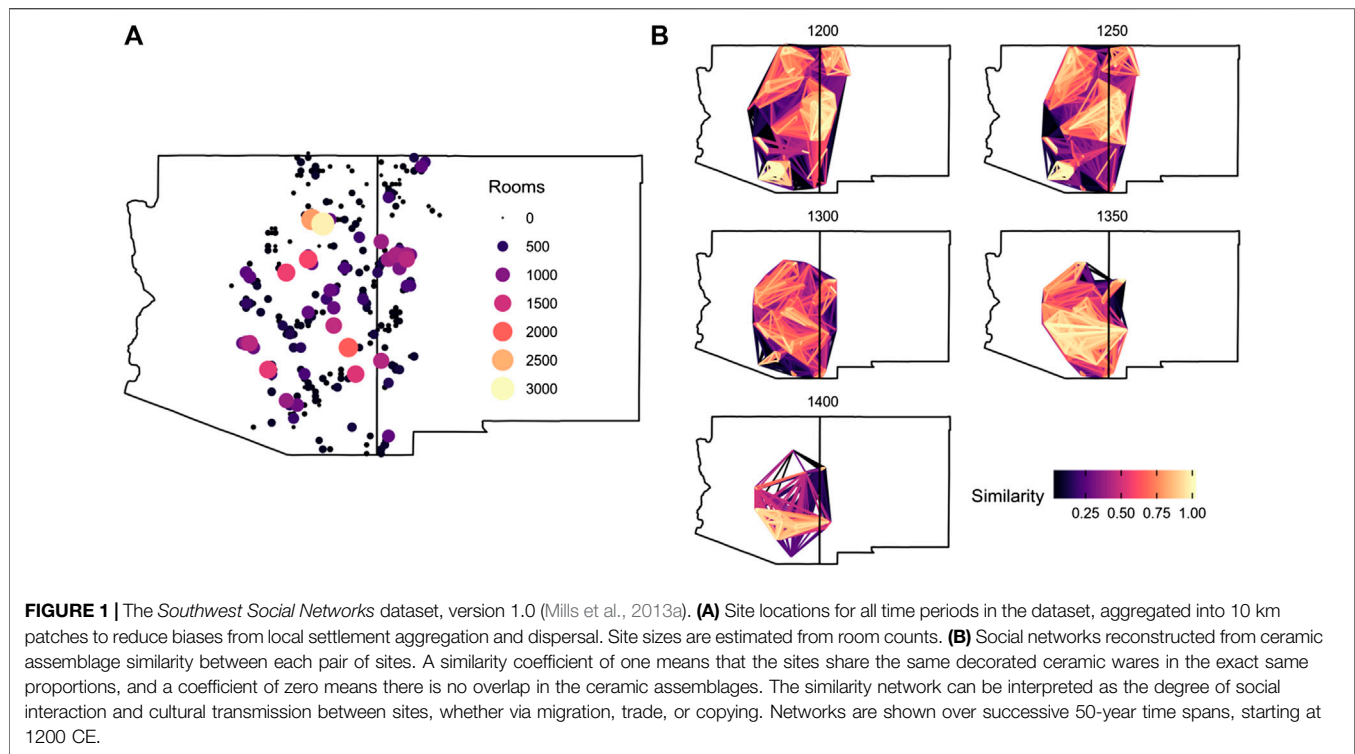 A
B
1200
1250
Rooms
0
500
1000
1500
2000
2500
3000
1300
1350
1400
Similarity
0.25 0.50 0.75 1.00
FIGURE 1 | The Southwest Social Networks dataset, version 1.0 (Mills et al., 2013a). (A) Site locations for all time periods in the dataset, aggregated into 10 km
patches to reduce biases from local settlement aggregation and dispersal. Site sizes are estimated from room counts. (B) Social networks reconstructed from ceramic
assemblage similarity between each pair of sites. A similarity coefficient of one means that the sites share the same decorated ceramic wares in the exact same
proportions, and a coefficient of zero means there is no overlap in the ceramic assemblages. The similarity network can be interpreted as the degree of social
interaction and cultural transmission between sites, whether via migration, trade, or copying. Networks are shown over successive 50-year time spans, starting at
1200 CE.